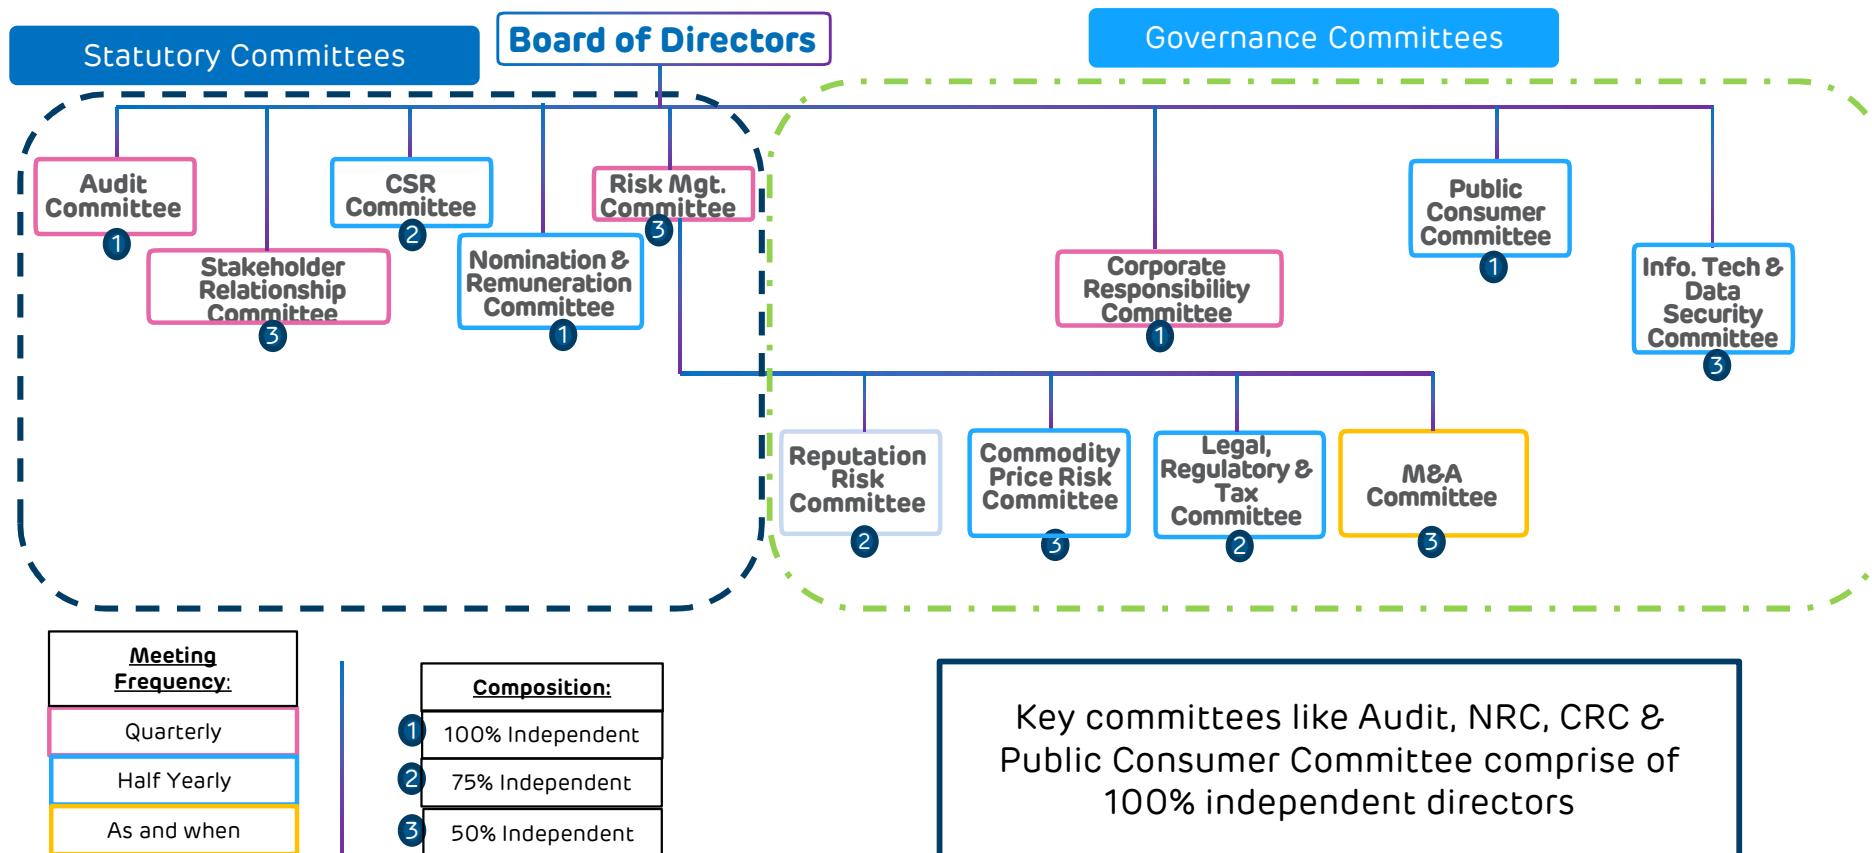 Statutory Committees
Board of Directors
Governance Committees
Audit
Committee
1
Stakeholder
Relationship
Committee
3
CSR
Committee
2
Nomination &
Remuneration
Committee
1
Risk Mgt.
Committee
3
Corporate
Responsibility
Committee
1
Public
Consumer
Committee
1
Info. Tech &
Data
Security
Committee
3
Reputation
Risk
Committee
2
Commodity
Price Risk
Committee
3
Legal,
Regulatory &
Tax
Committee
2
M&A
Committee
3
Meeting
Frequency:
Quarterly
Half Yearly
As and when
Composition:
1 100% Independent
2 75% Independent
3 50% Independent
Key committees like Audit, NRC, CRC &
Public Consumer Committee comprise of
100% independent directors